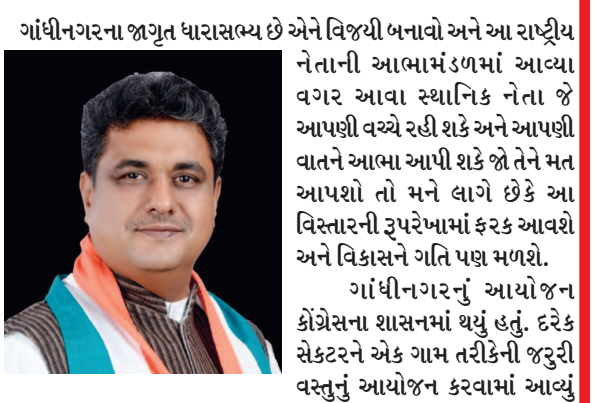 ગાંધીનગરના જાગૃત ધારાસભ્ય છે એને વિજયી બનાવો અને આ રાષ્ટ્રીય
નેતાની આભામંડળમાં આવ્યા
વગર આવા સ્થાનિક નેતા જે
આપણી વચ્ચે રહી શકે અને આપણી
વાતને આભા આપી શકે જો તેને મત
આપશો તો મને લાગે છેકે આ
વિસ્તારની રૂપરેખામાં ફરક આવશે
અને વિકાસને ગતિ પણ મળશે.
ગાંધીનગરનું આયોજન
કોંગ્રેસના શાસનમાં થયું હતું. દરેક
સેકટરને એક ગામ તરીકેની જરુરી
વસ્તુનું આયોજન કરવામાં આવ્યું